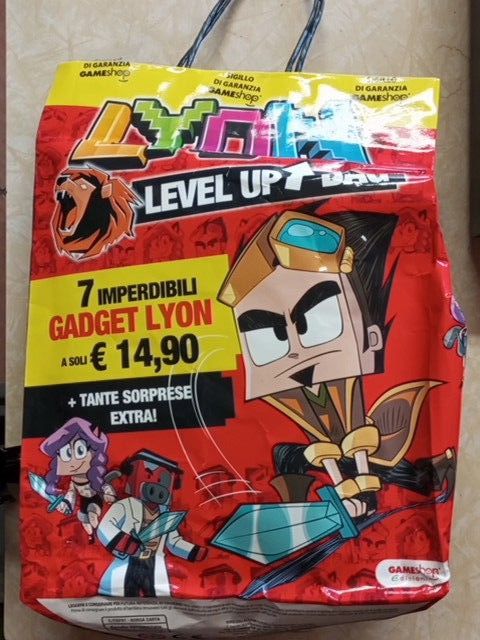 DI GARANZIA
GAMESHOP
SIGILLO
DI GARANZIA
GAMESHOP
DI GARANZIA
GAMESHOP
LYON
LEVEL UP BAG
7 IMPERDIBILI
GADGET LYON
A SOLI € 14,90
+ TANTE SORPRESE
EXTRA!
GAMESHOP
Edizioni